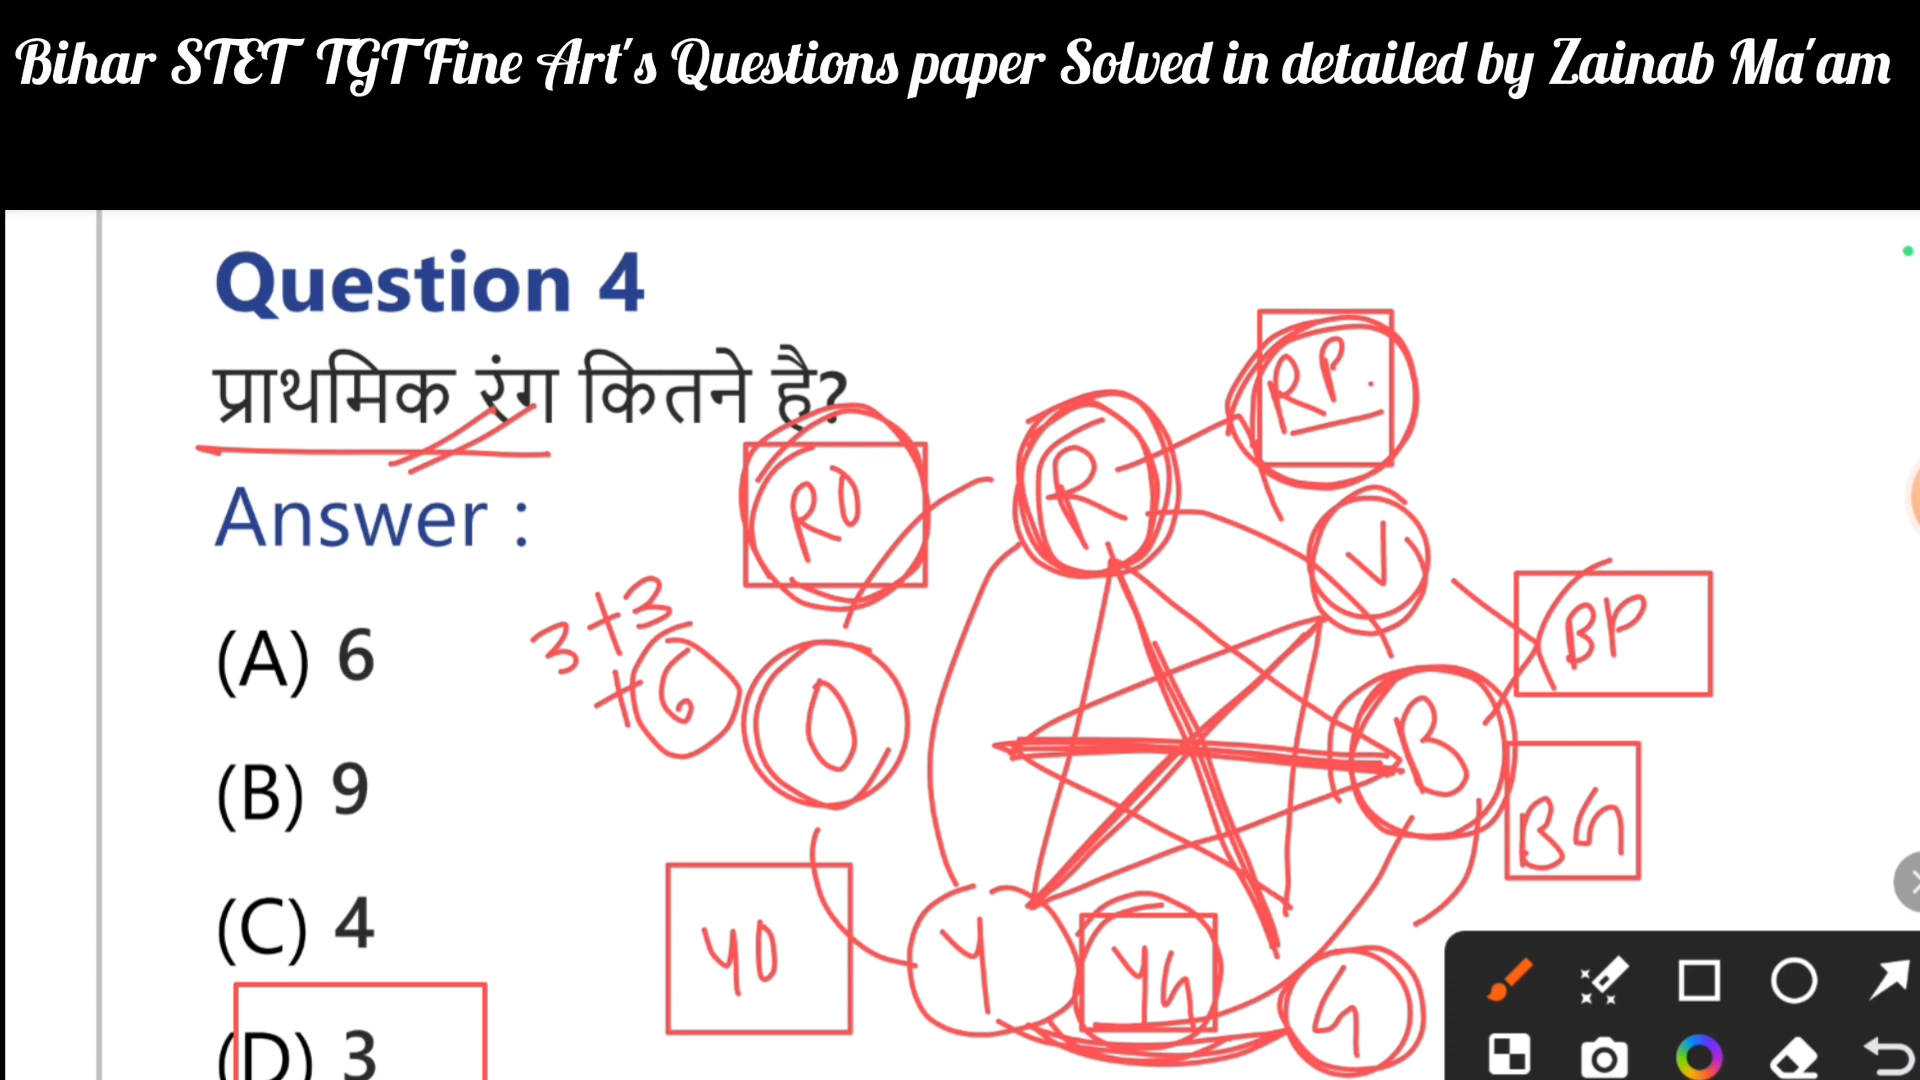 Bihar STET TGT Fine Art's Questions paper Solved in detailed by Zainab Ma'am
Question 4
प्राथमिक रंग कितने है?
Answer :
(A) 6
(B) 9
(C) 4
(D) 3
3+3
+6
RO
R
RP.
V
BP
O
B
BG
YO
Y
YG
G